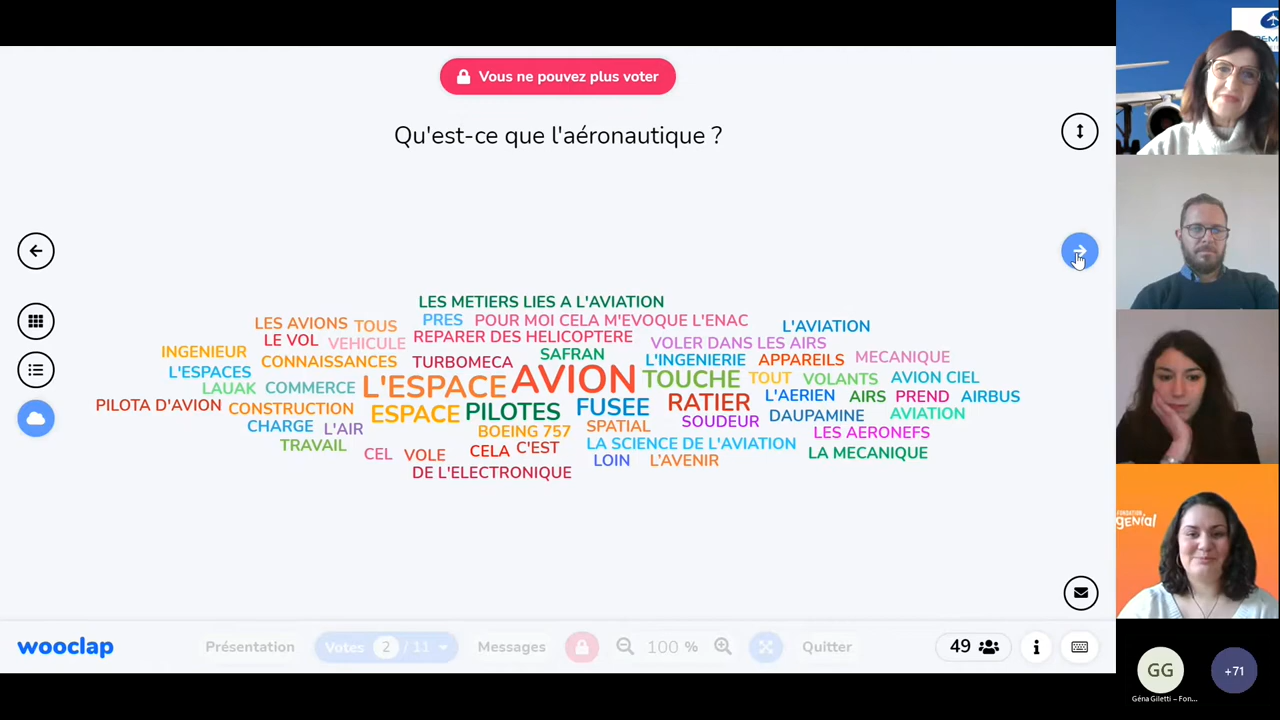 Vous ne pouvez plus voter
Qu'est-ce que l'aéronautique ?
LES METIERS LIES A L'AVIATION
LES AVIONS TOUS PRES POUR MOI CELA M'EVOQUE L'ENAC L'AVIATION
LE VOL VEHICULE REPARER DES HELICOPTERE VOLER DANS LES AIRS
INGENIEUR CONNAISSANCES TURBOMECA SAFRAN L'INGENIERIE APPAREILS MECANIQUE
L'ESPACES L'ESPACE AVION TOUCHE TOUT VOLANTS AVION CIEL
LAUAK COMMERCE L'AERIEN AIRS PREND AIRBUS
PILOTA D'AVION CONSTRUCTION ESPACE PILOTES FUSEE RATIER DAUPAMINE AVIATION
CHARGE L'AIR BOEING 757 SPATIAL SOUDEUR LES AERONEFS
TRAVAIL CEL VOLE CELA C'EST LA SCIENCE DE L'AVIATION LA MECANIQUE
LOIN L'AVENIR
DE L'ELECTRONIQUE
wooclap
Présentation Votes 2 / 11 Messages 100 % Quitter 49
FONDATION
génial
GG +71
Géna Giletti – Fon...